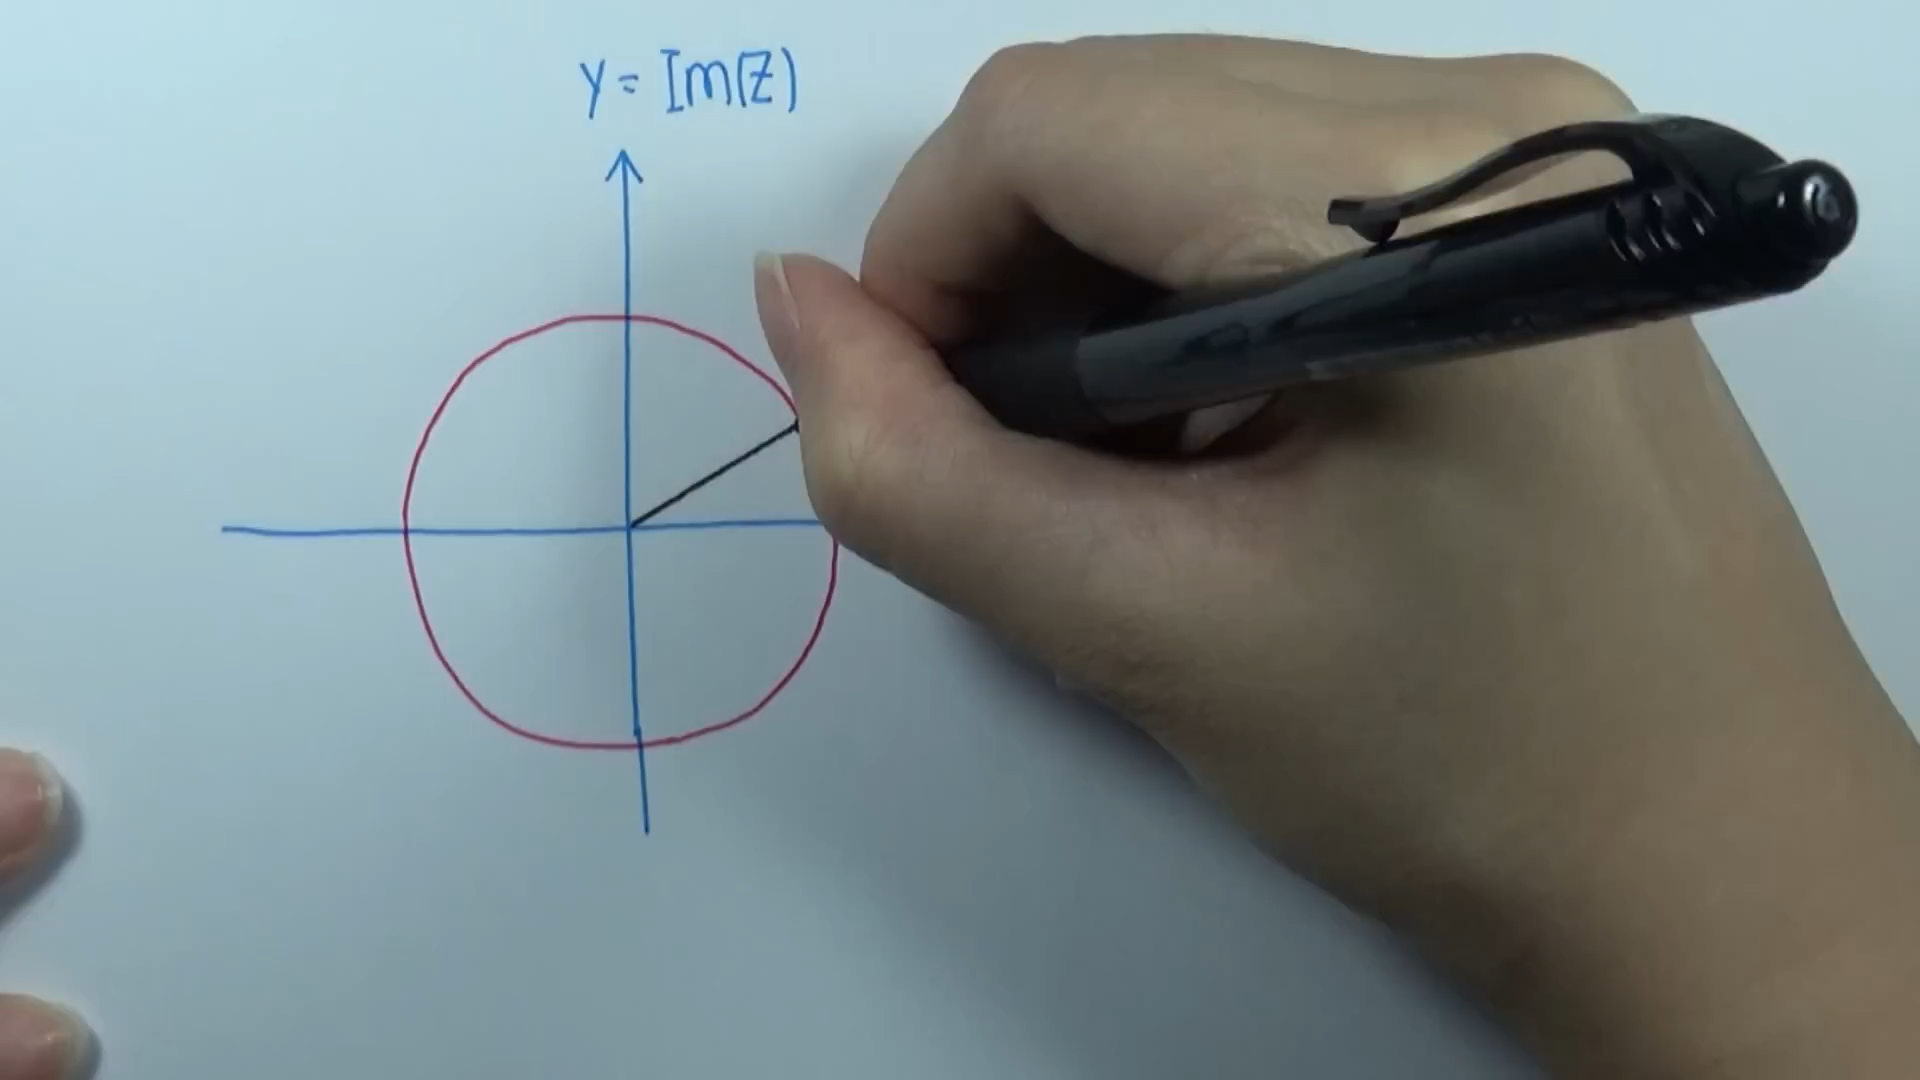 y = Im(z)